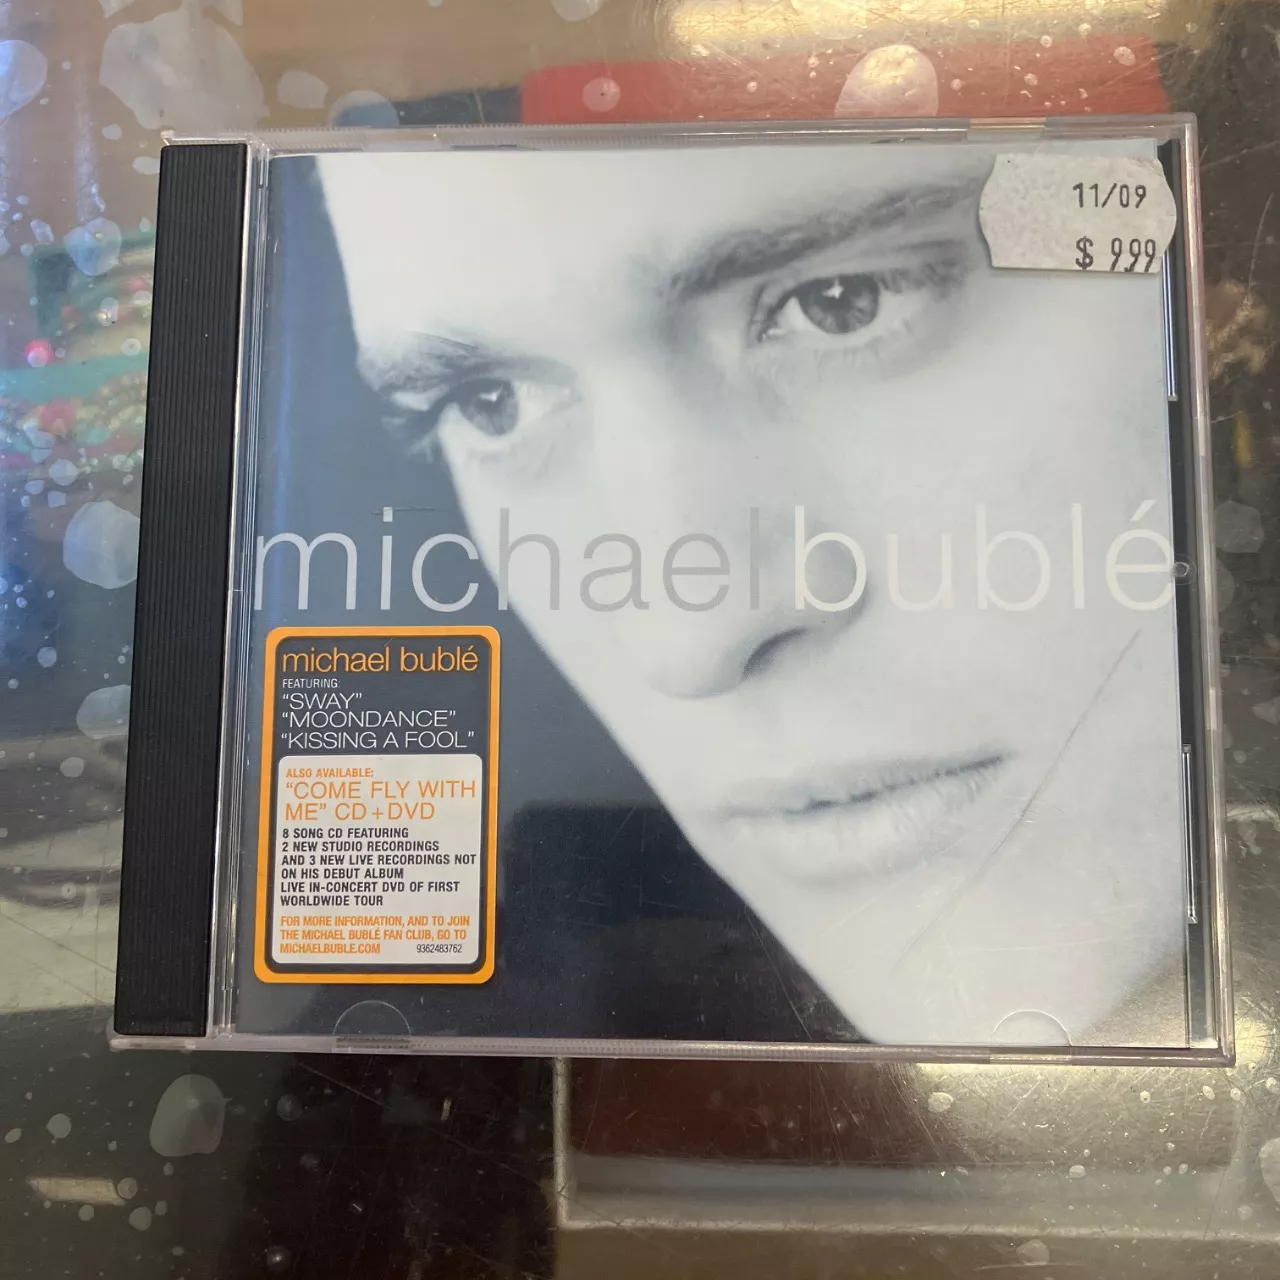 11/09
$ 9.99
michaelbublé
michael bublé
FEATURING:
“SWAY”
“MOONDANCE”
“KISSING A FOOL”
ALSO AVAILABLE:
“COME FLY WITH
ME” CD + DVD
8 SONG CD FEATURING
2 NEW STUDIO RECORDINGS
AND 3 NEW LIVE RECORDINGS NOT
ON HIS DEBUT ALBUM
LIVE IN-CONCERT DVD OF FIRST
WORLDWIDE TOUR
FOR MORE INFORMATION, AND TO JOIN
THE MICHAEL BUBLÉ FAN CLUB, GO TO
MICHAELBUBLE.COM 9362483762